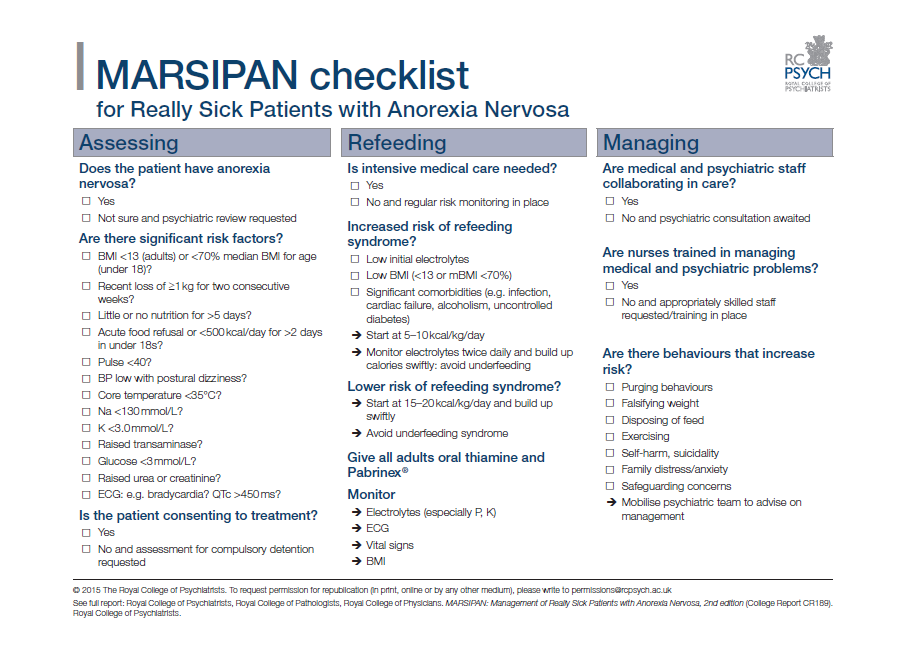 MARSIPAN checklist
for Really Sick Patients with Anorexia Nervosa
RC
PSYCH
ROYAL COLLEGE OF
PSYCHIATRISTS
Assessing
Does the patient have anorexia
nervosa?
☐ Yes
☐ Not sure and psychiatric review requested
Are there significant risk factors?
☐ BMI <13 (adults) or <70% median BMI for age
(under 18)?
☐ Recent loss of ≥1 kg for two consecutive
weeks?
☐ Little or no nutrition for >5 days?
☐ Acute food refusal or <500 kcal/day for >2 days
in under 18s?
☐ Pulse <40?
☐ BP low with postural dizziness?
☐ Core temperature <35°C?
☐ Na <130 mmol/L?
☐ K <3.0 mmol/L?
☐ Raised transaminase?
☐ Glucose <3 mmol/L?
☐ Raised urea or creatinine?
☐ ECG: e.g. bradycardia? QTc >450 ms?
Is the patient consenting to treatment?
☐ Yes
☐ No and assessment for compulsory detention
requested
Refeeding
Is intensive medical care needed?
☐ Yes
☐ No and regular risk monitoring in place
Increased risk of refeeding
syndrome?
☐ Low initial electrolytes
☐ Low BMI (<13 or mBMI <70%)
☐ Significant comorbidities (e.g. infection,
cardiac failure, alcoholism, uncontrolled
diabetes)
→ Start at 5–10 kcal/kg/day
→ Monitor electrolytes twice daily and build up
calories swiftly: avoid underfeeding
Lower risk of refeeding syndrome?
→ Start at 15–20 kcal/kg/day and build up
swiftly
→ Avoid underfeeding syndrome
Give all adults oral thiamine and
Pabrinex®
Monitor
→ Electrolytes (especially P, K)
→ ECG
→ Vital signs
→ BMI
Managing
Are medical and psychiatric staff
collaborating in care?
☐ Yes
☐ No and psychiatric consultation awaited
Are nurses trained in managing
medical and psychiatric problems?
☐ Yes
☐ No and appropriately skilled staff
requested/training in place
Are there behaviours that increase
risk?
☐ Purging behaviours
☐ Falsifying weight
☐ Disposing of feed
☐ Exercising
☐ Self-harm, suicidality
☐ Family distress/anxiety
☐ Safeguarding concerns
→ Mobilise psychiatric team to advise on
management
© 2015 The Royal College of Psychiatrists. To request permission for republication (in print, online or by any other medium), please write to permissions@rcpsych.ac.uk
See full report: Royal College of Psychiatrists, Royal College of Pathologists, Royal College of Physicians. MARSIPAN: Management of Really Sick Patients with Anorexia Nervosa, 2nd edition (College Report CR189).
Royal College of Psychiatrists.